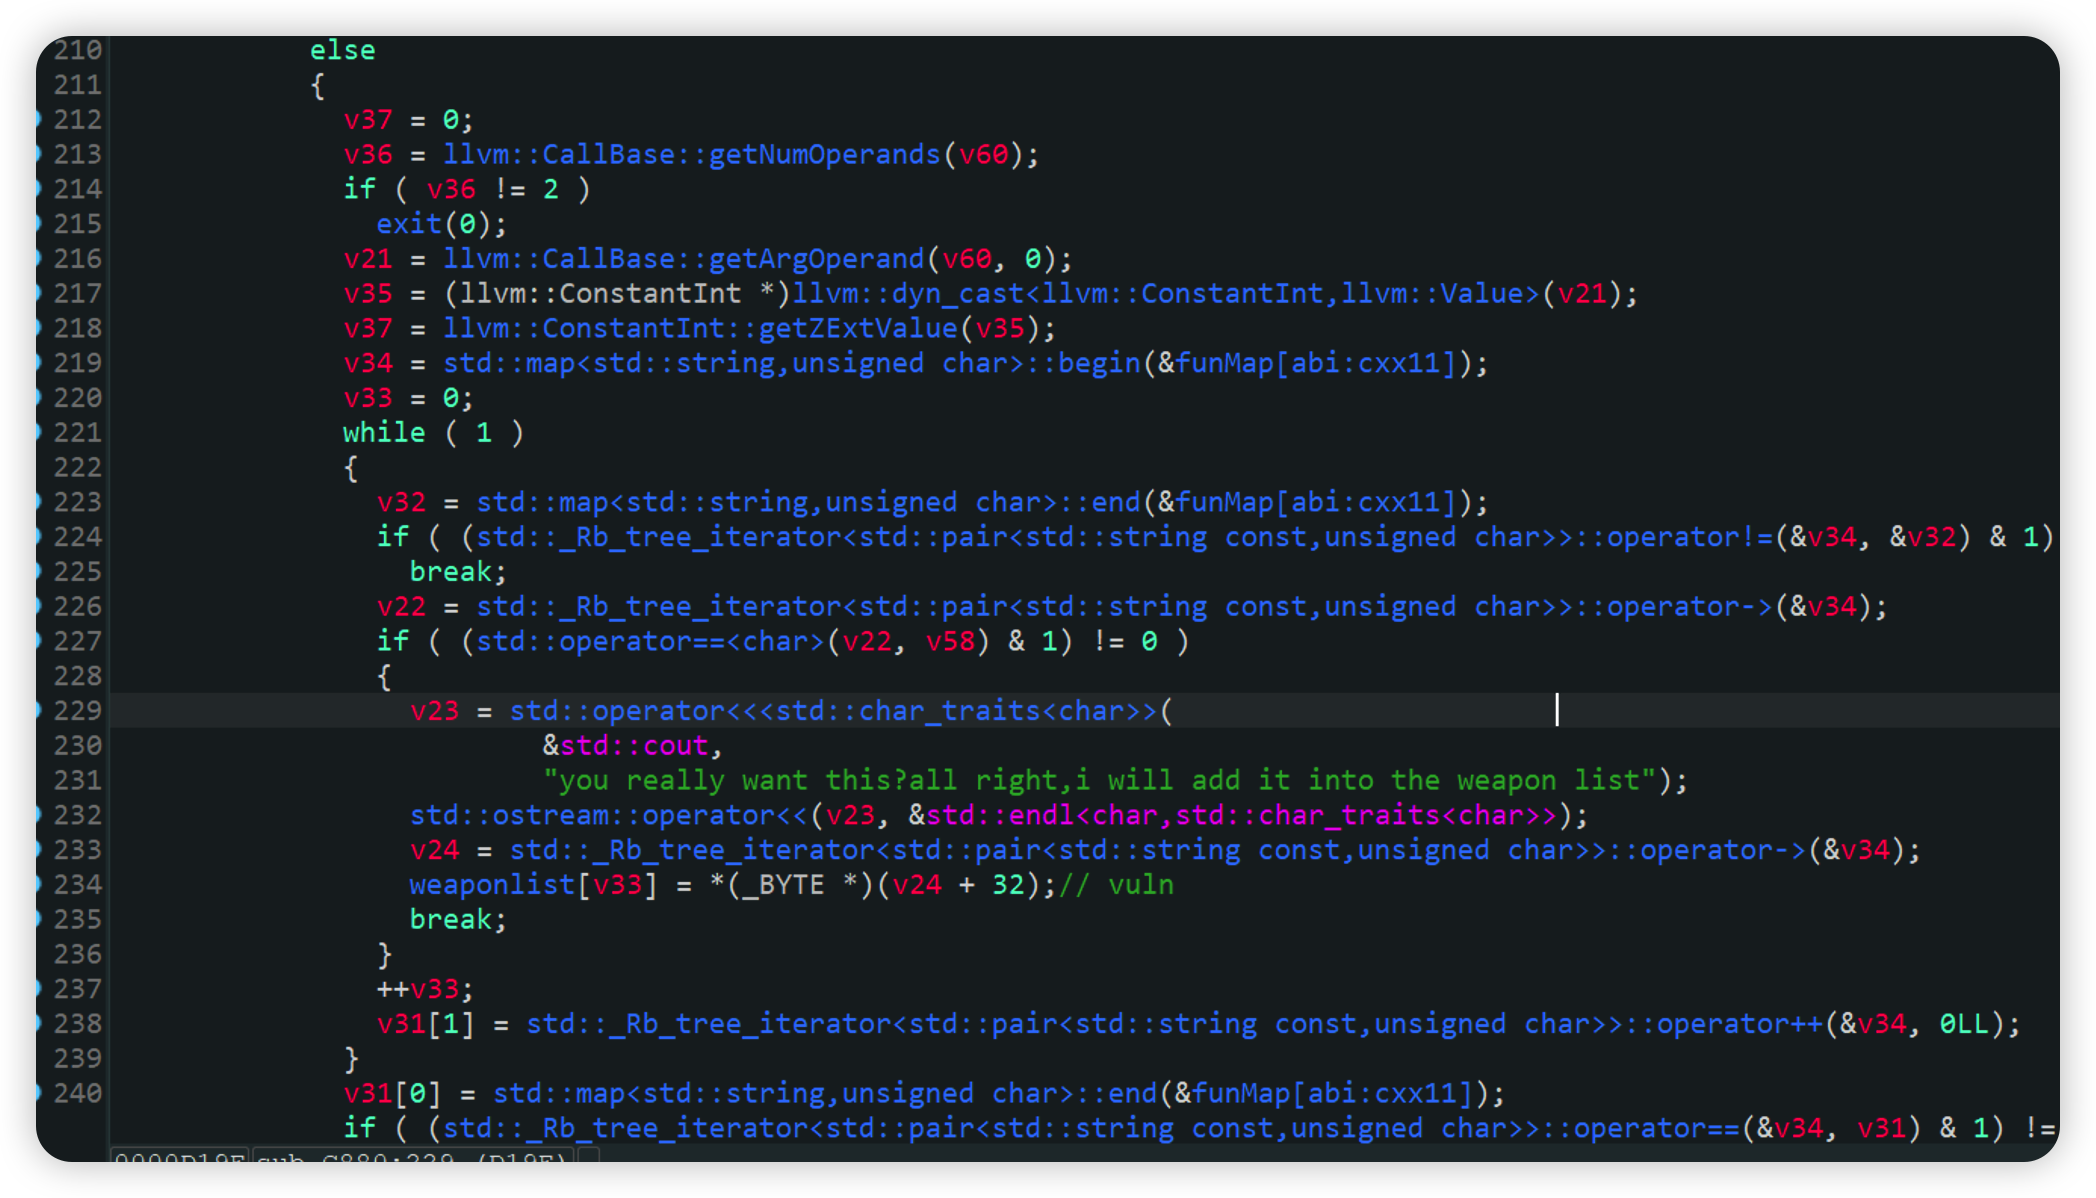 210 else
211 {
212 v37 = 0;
213 v36 = llvm::CallBase::getNumOperands(v60);
214 if ( v36 != 2 )
215 exit(0);
216 v21 = llvm::CallBase::getArgOperand(v60, 0);
217 v35 = (llvm::ConstantInt *)llvm::dyn_cast<llvm::ConstantInt,llvm::Value>(v21);
218 v37 = llvm::ConstantInt::getZExtValue(v35);
219 v34 = std::map<std::string,unsigned char>::begin(&funMap[abi:cxx11]);
220 v33 = 0;
221 while ( 1 )
222 {
223 v32 = std::map<std::string,unsigned char>::end(&funMap[abi:cxx11]);
224 if ( (std::_Rb_tree_iterator<std::pair<std::string const,unsigned char>>::operator!=(&v34, &v32) & 1)
225 break;
226 v22 = std::_Rb_tree_iterator<std::pair<std::string const,unsigned char>>::operator->(&v34);
227 if ( (std::operator==<char>(v22, v58) & 1) != 0 )
228 {
229 v23 = std::operator<<<std::char_traits<char>>(
230 &std::cout,
231 "you really want this?all right,i will add it into the weapon list");
232 std::ostream::operator<<(v23, &std::endl<char,std::char_traits<char>>);
233 v24 = std::_Rb_tree_iterator<std::pair<std::string const,unsigned char>>::operator->(&v34);
234 weaponlist[v33] = *(_BYTE *)(v24 + 32);// vuln
235 break;
236 }
237 ++v33;
238 v31[1] = std::_Rb_tree_iterator<std::pair<std::string const,unsigned char>>::operator++(&v34, 0LL);
239 }
240 v31[0] = std::map<std::string,unsigned char>::end(&funMap[abi:cxx11]);
if ( (std::_Rb_tree_iterator<std::pair<std::string const,unsigned char>>::operator==(&v34, v31) & 1) !=